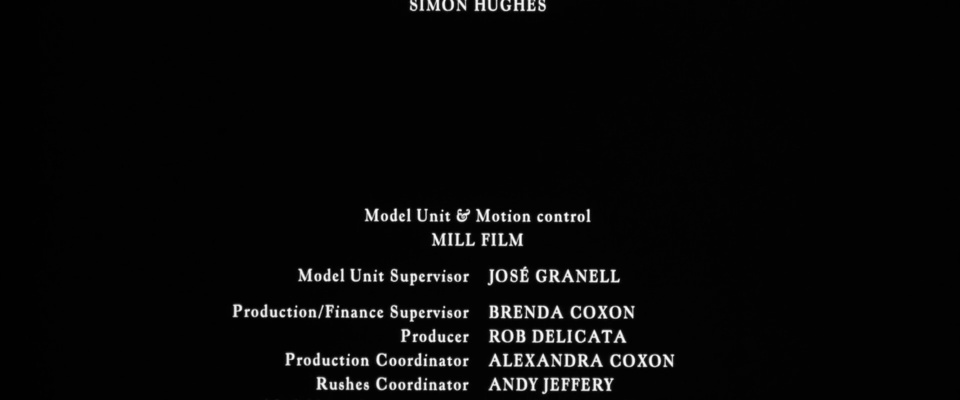 SIMON HUGHES
Model Unit & Motion control
MILL FILM
Model Unit Supervisor JOSÉ GRANELL
Production/Finance Supervisor BRENDA COXON
Producer ROB DELICATA
Production Coordinator ALEXANDRA COXON
Rushes Coordinator ANDY JEFFERY